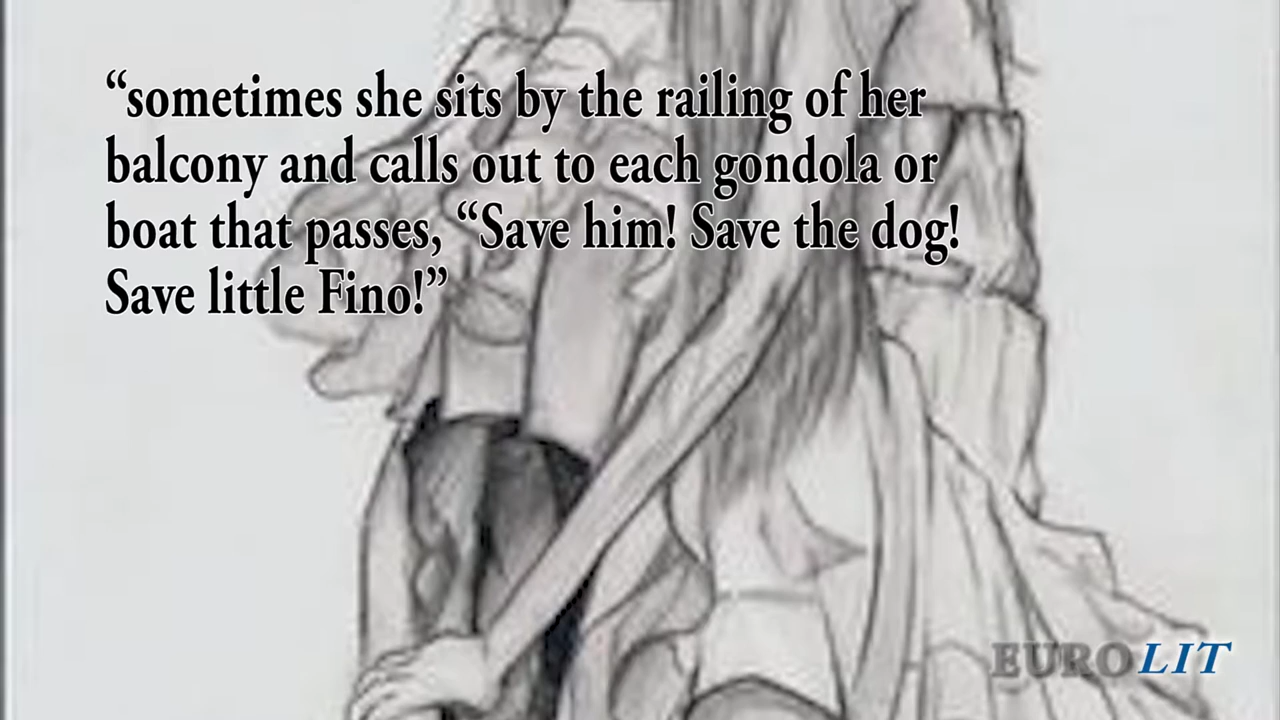 “sometimes she sits by the railing of her
balcony and calls out to each gondola or
boat that passes, “Save him! Save the dog!
Save little Fino!”
EUROLIT